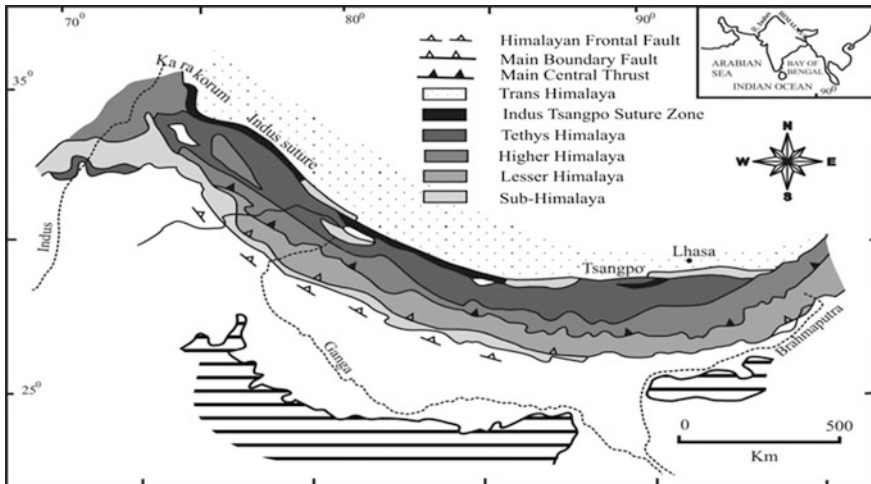 70°
80°
90°
35°
25°
Karakorum
Indus suture
Indus
Ganga
Tsangpo
Lhasa
Brahmaputra
Himalayan Frontal Fault
Main Boundary Fault
Main Central Thrust
Trans Himalaya
Indus Tsangpo Suture Zone
Tethys Himalaya
Higher Himalaya
Lesser Himalaya
Sub-Himalaya
ARABIAN
SEA
BAY OF
BENGAL
INDIAN OCEAN
90°
N
W
E
S
0
500
Km